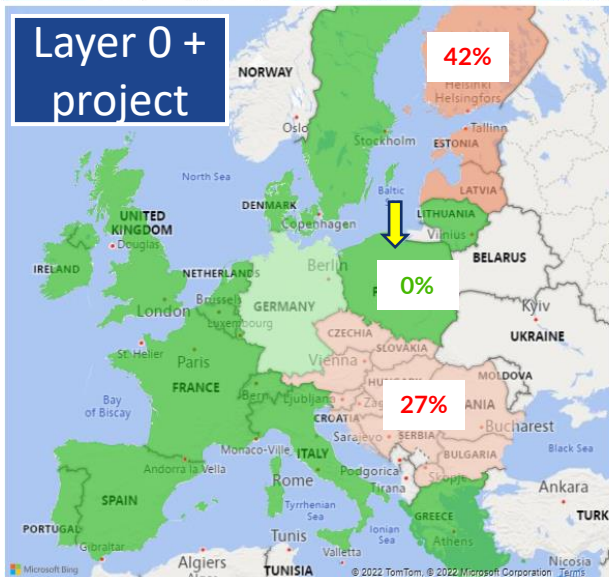 Layer 0 +
project
42%
NORWAY
Helsinki
Helsingfors
Oslo
Tallinn
Stockholm
ESTONIA
North Sea
Baltic
LATVIA
DENMARK
LITHUANIA
UNITED
KINGDOM
Copenhagen
Vilnius
Douglas
BELARUS
IRELAND
NETHERLANDS
Berlin
0%
London
Brussels
GERMANY
Kyiv
Luxembourg
CZECHIA
UKRAINE
St. Helier
Paris
SLOVAKIA
Vienna
MOLDOVA
FRANCE
Bern
Ljubljana
27%
Bay
of Biscay
CROATIA
Bucharest
Sarajevo
SERBIA
Monaco-Ville
ITALY
BULGARIA
Black Sea
Andorra la Vella
Podgorica
Skopje
Rome
Tirana
Ankara
SPAIN
Tyrrhenian
Sea
PORTUGAL
GREECE
TURK
Ionian
Sea
Athens
Gibraltar
Tunis
Valletta
Algiers
Nicosia
Microsoft Bing
TUNISIA
© 2022 TomTom, © 2022 Microsoft Corporation Terms